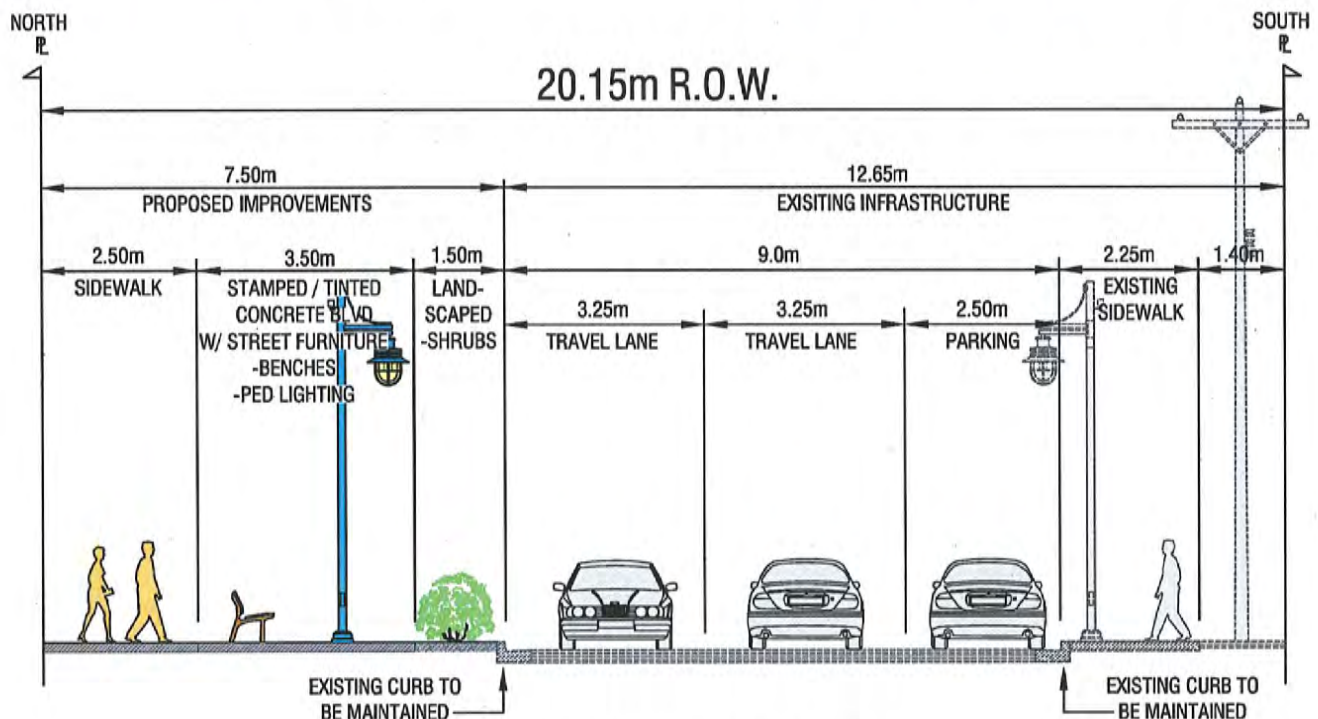 NORTH
PL
SOUTH
PL
20.15m R.O.W.
7.50m
PROPOSED IMPROVEMENTS
12.65m
EXISITING INFRASTRUCTURE
2.50m
SIDEWALK
3.50m
STAMPED / TINTED
CONCRETE BLVD
W/ STREET FURNITURE
-BENCHES
-PED LIGHTING
1.50m
LAND-
SCAPED
-SHRUBS
9.0m
3.25m
TRAVEL LANE
3.25m
TRAVEL LANE
2.50m
PARKING
2.25m
EXISTING
SIDEWALK
1.40m
EXISTING CURB TO
BE MAINTAINED
EXISTING CURB TO
BE MAINTAINED